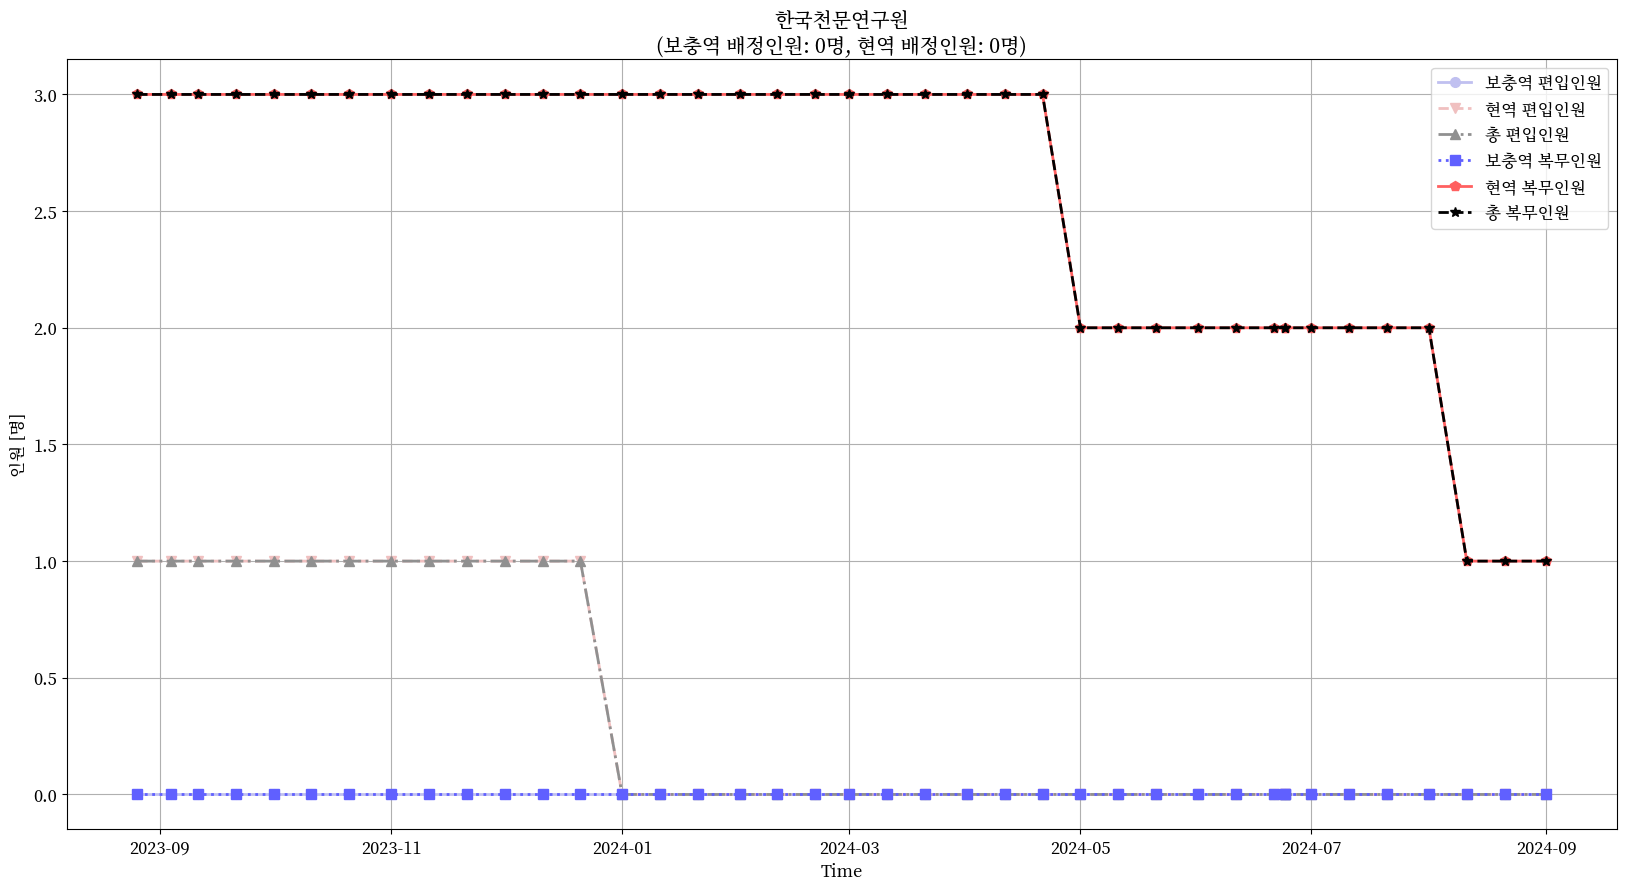 한국천문연구원
(보충역 배정인원: 0명, 현역 배정인원: 0명)
보충역 편입인원
현역 편입인원
총 편입인원
보충역 복무인원
현역 복무인원
총 복무인원
3.0
2.5
2.0
1.5
1.0
0.5
0.0
인원 [명]
2023-09
2023-11
2024-01
2024-03
2024-05
2024-07
2024-09
Time